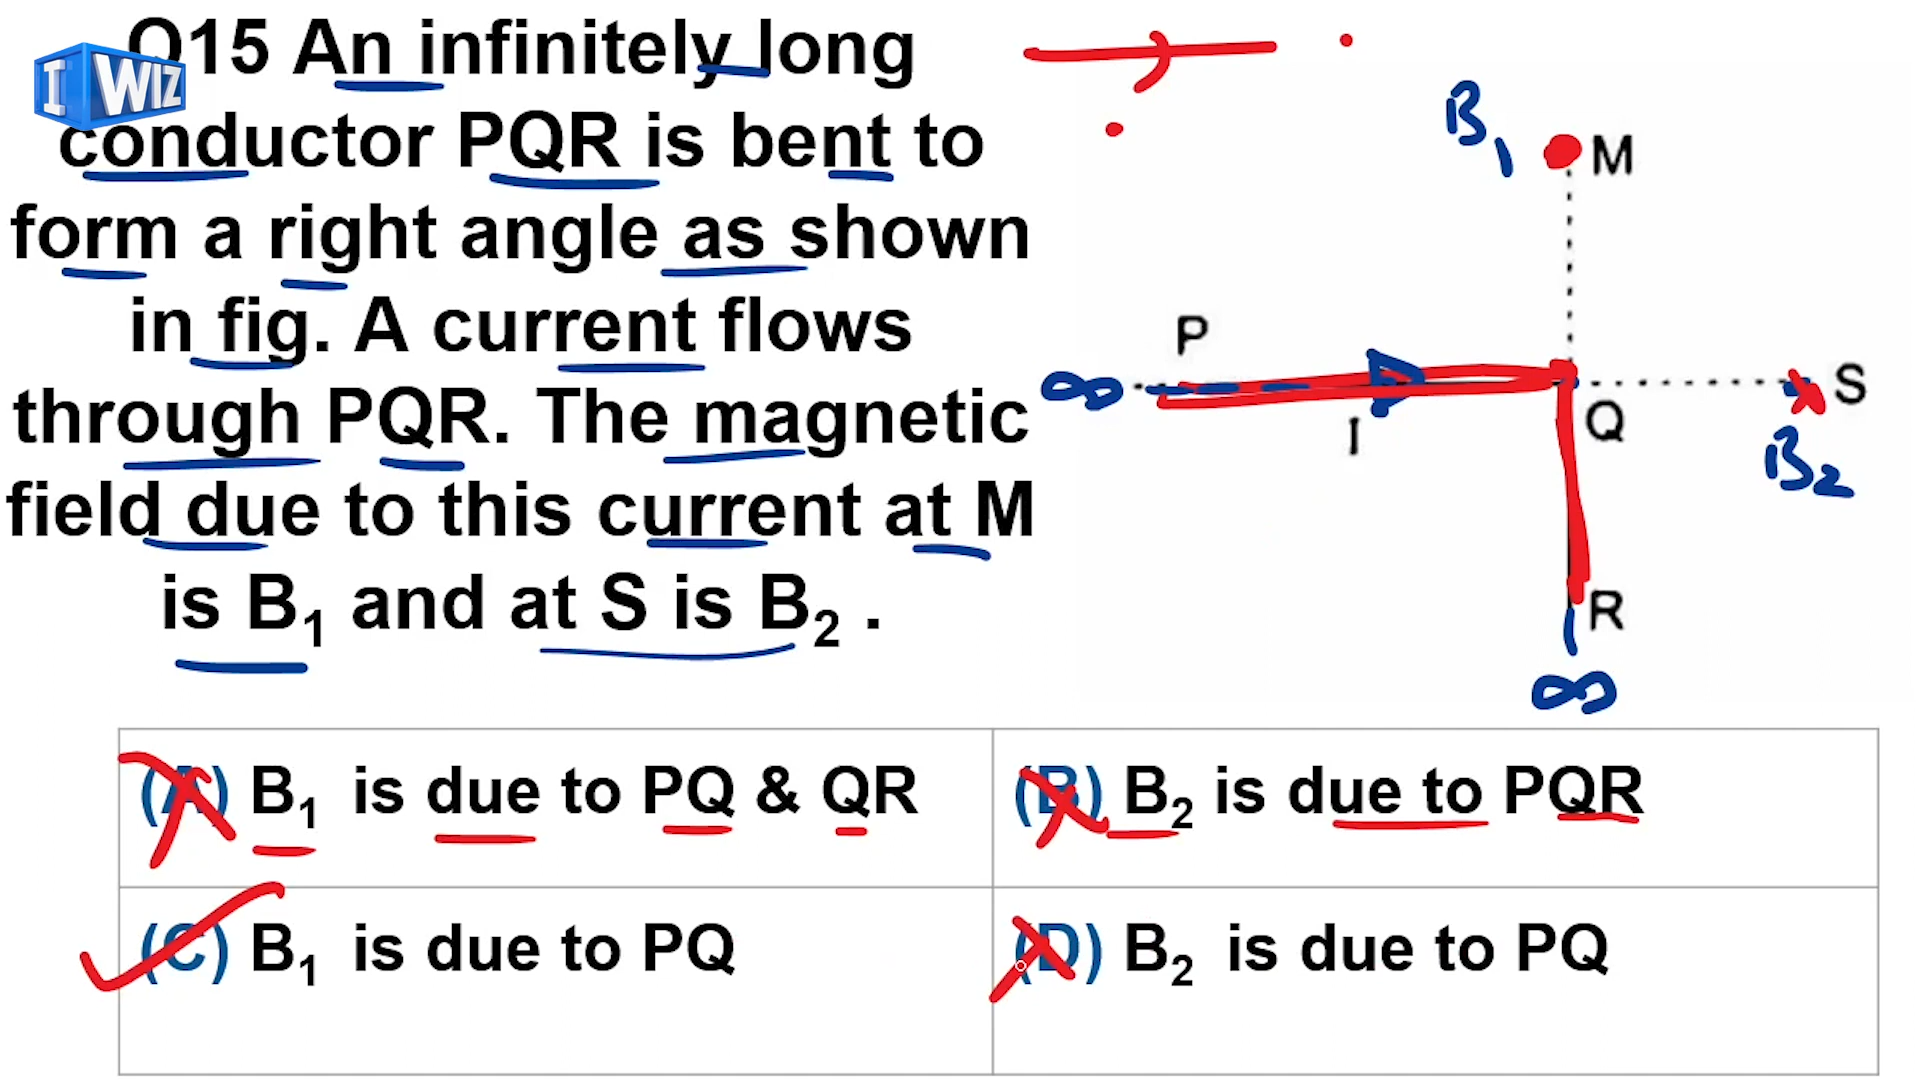 I WIZ
Q15 An infinitely long
conductor PQR is bent to
form a right angle as shown
in fig. A current flows
through PQR. The magnetic
field due to this current at M
is B₁ and at S is B₂ .
B₁
M
P
∞
I
Q
S
B₂
R
∞
(A) B₁ is due to PQ & QR
(B) B₂ is due to PQR
(C) B₁ is due to PQ
(D) B₂ is due to PQ